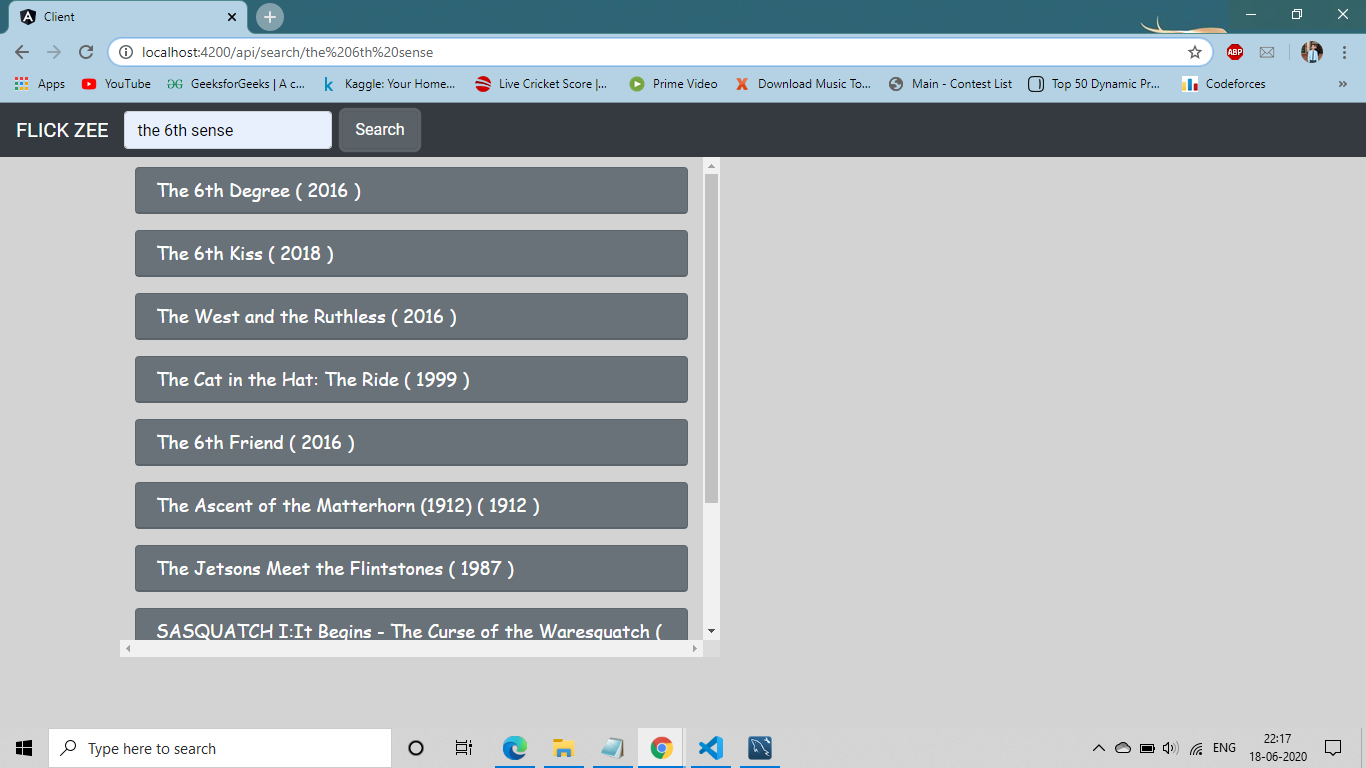 Client
localhost:4200/api/search/the%206th%20sense
ABP
Apps YouTube GeeksforGeeks | A c... Kaggle: Your Home... Live Cricket Score |... Prime Video Download Music To... Main - Contest List Top 50 Dynamic Pr... Codeforces »
FLICK ZEE the 6th sense Search
The 6th Degree ( 2016 )
The 6th Kiss ( 2018 )
The West and the Ruthless ( 2016 )
The Cat in the Hat: The Ride ( 1999 )
The 6th Friend ( 2016 )
The Ascent of the Matterhorn (1912) ( 1912 )
The Jetsons Meet the Flintstones ( 1987 )
SASQUATCH I:It Begins - The Curse of the Waresquatch (
Type here to search
ENG
22:17
18-06-2020